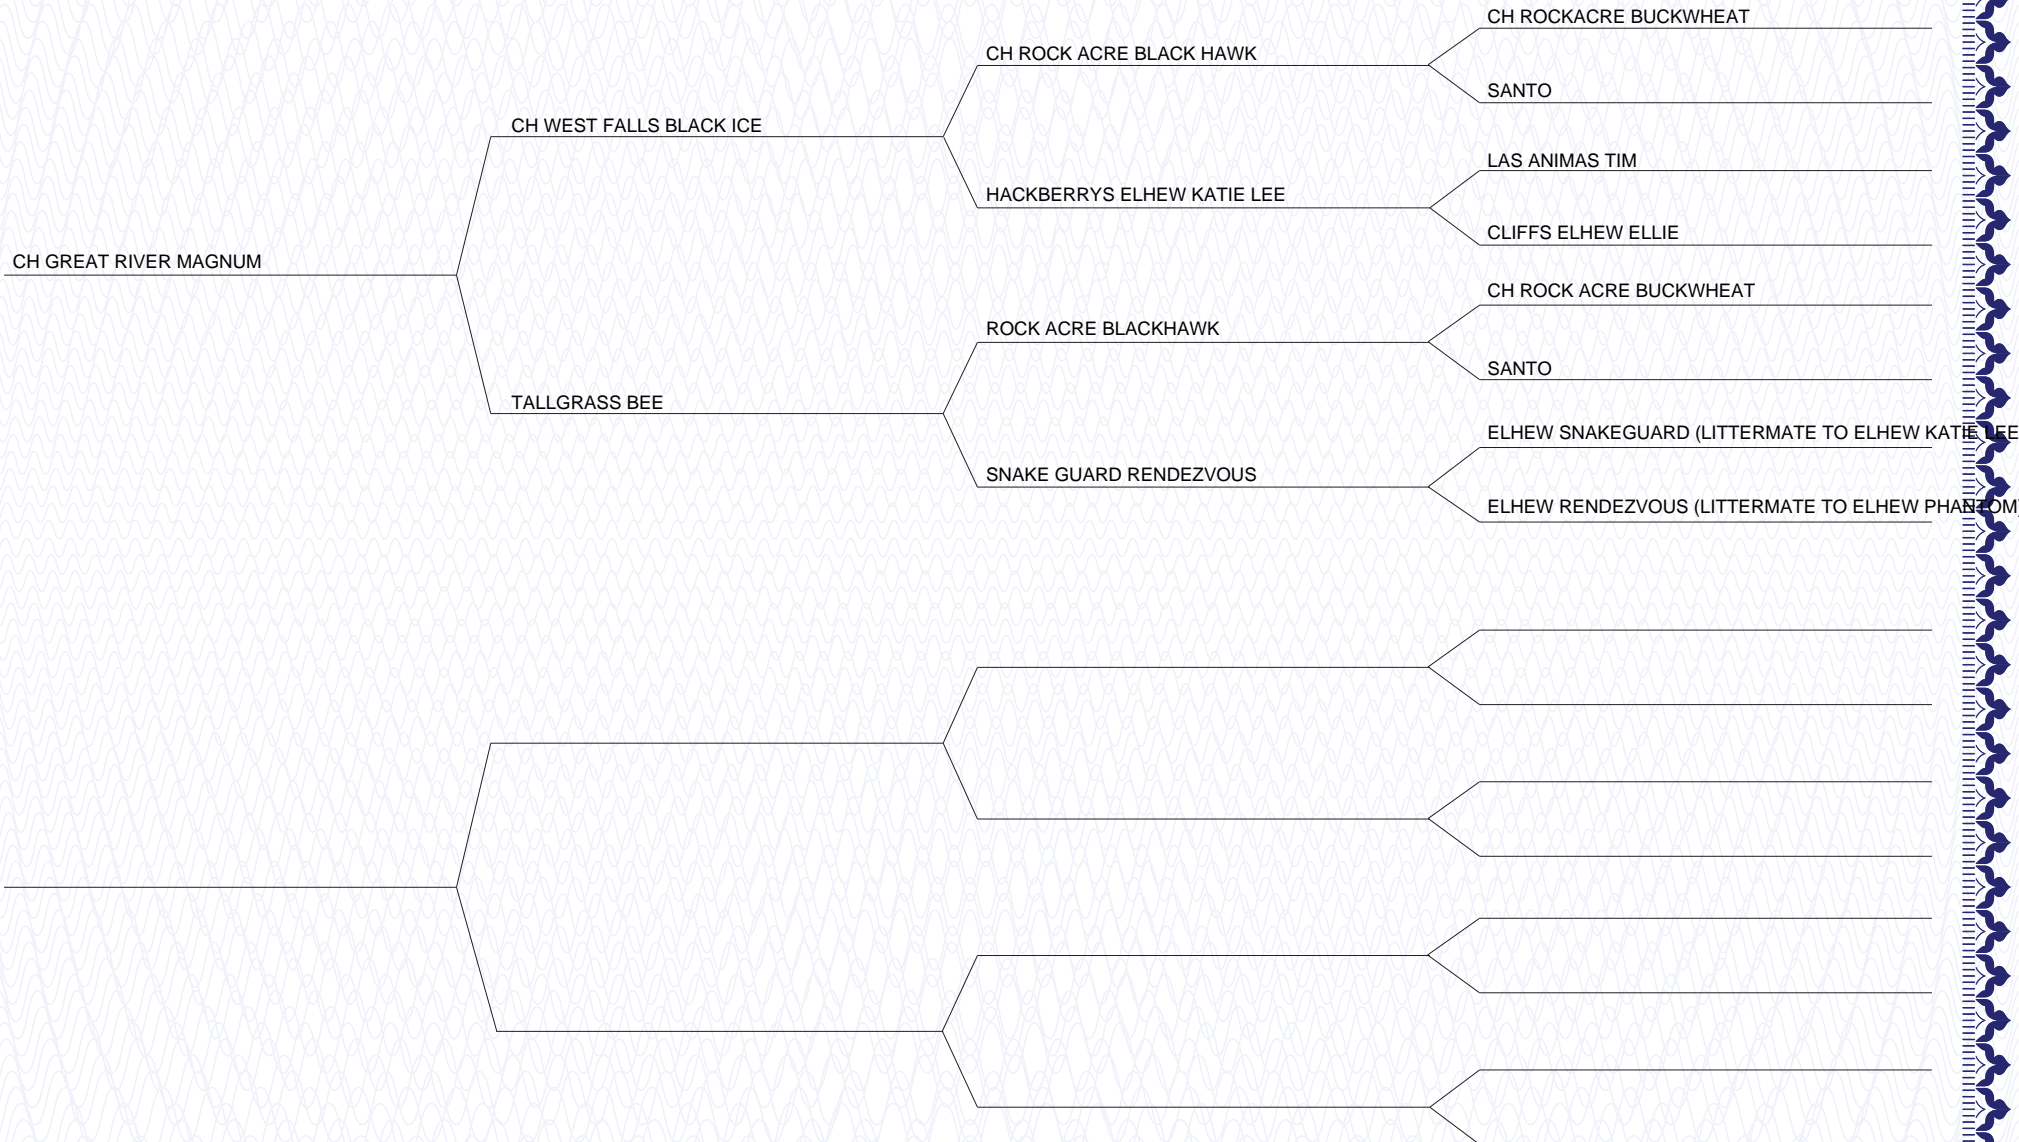 CH ROCKACRE BUCKWHEAT
CH ROCK ACRE BLACK HAWK
SANTO
CH WEST FALLS BLACK ICE
LAS ANIMAS TIM
HACKBERRYS ELHEW KATIE LEE
CLIFFS ELHEW ELLIE
CH GREAT RIVER MAGNUM
CH ROCK ACRE BUCKWHEAT
ROCK ACRE BLACKHAWK
SANTO
TALLGRASS BEE
ELHEW SNAKEGUARD (LITTERMATE TO ELHEW KATIE LEE
SNAKE GUARD RENDEZVOUS
ELHEW RENDEZVOUS (LITTERMATE TO ELHEW PHANTOM)